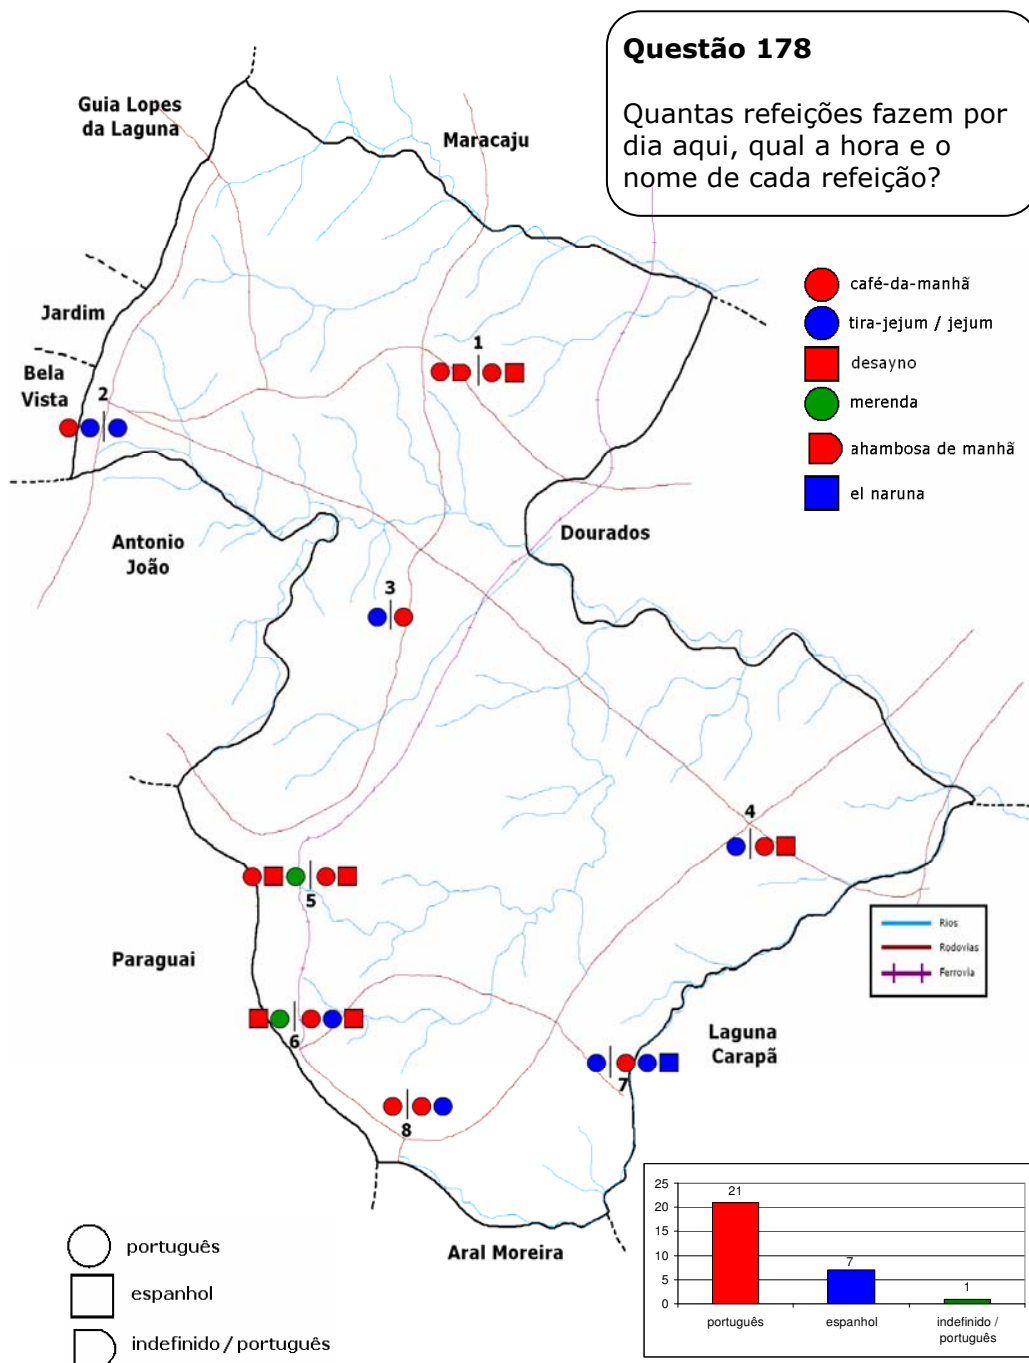 Questão 178
Quantas refeições fazem por
dia aqui, qual a hora e o
nome de cada refeição?
Guia Lopes
da Laguna
Maracaju
café-da-manhã
tira-jejum / jejum
desayno
merenda
ahambosa de manhã
el naruna
Jardim
Bela
Vista
1
2
Antonio
João
Dourados
3
4
5
Paraguai
Rios
Rodovias
Ferrovia
6
Laguna
Carapã
7
8
Aral Moreira
português
espanhol
indefinido / português
25
20
15
10
5
0
21
7
1
português
espanhol
indefinido /
português